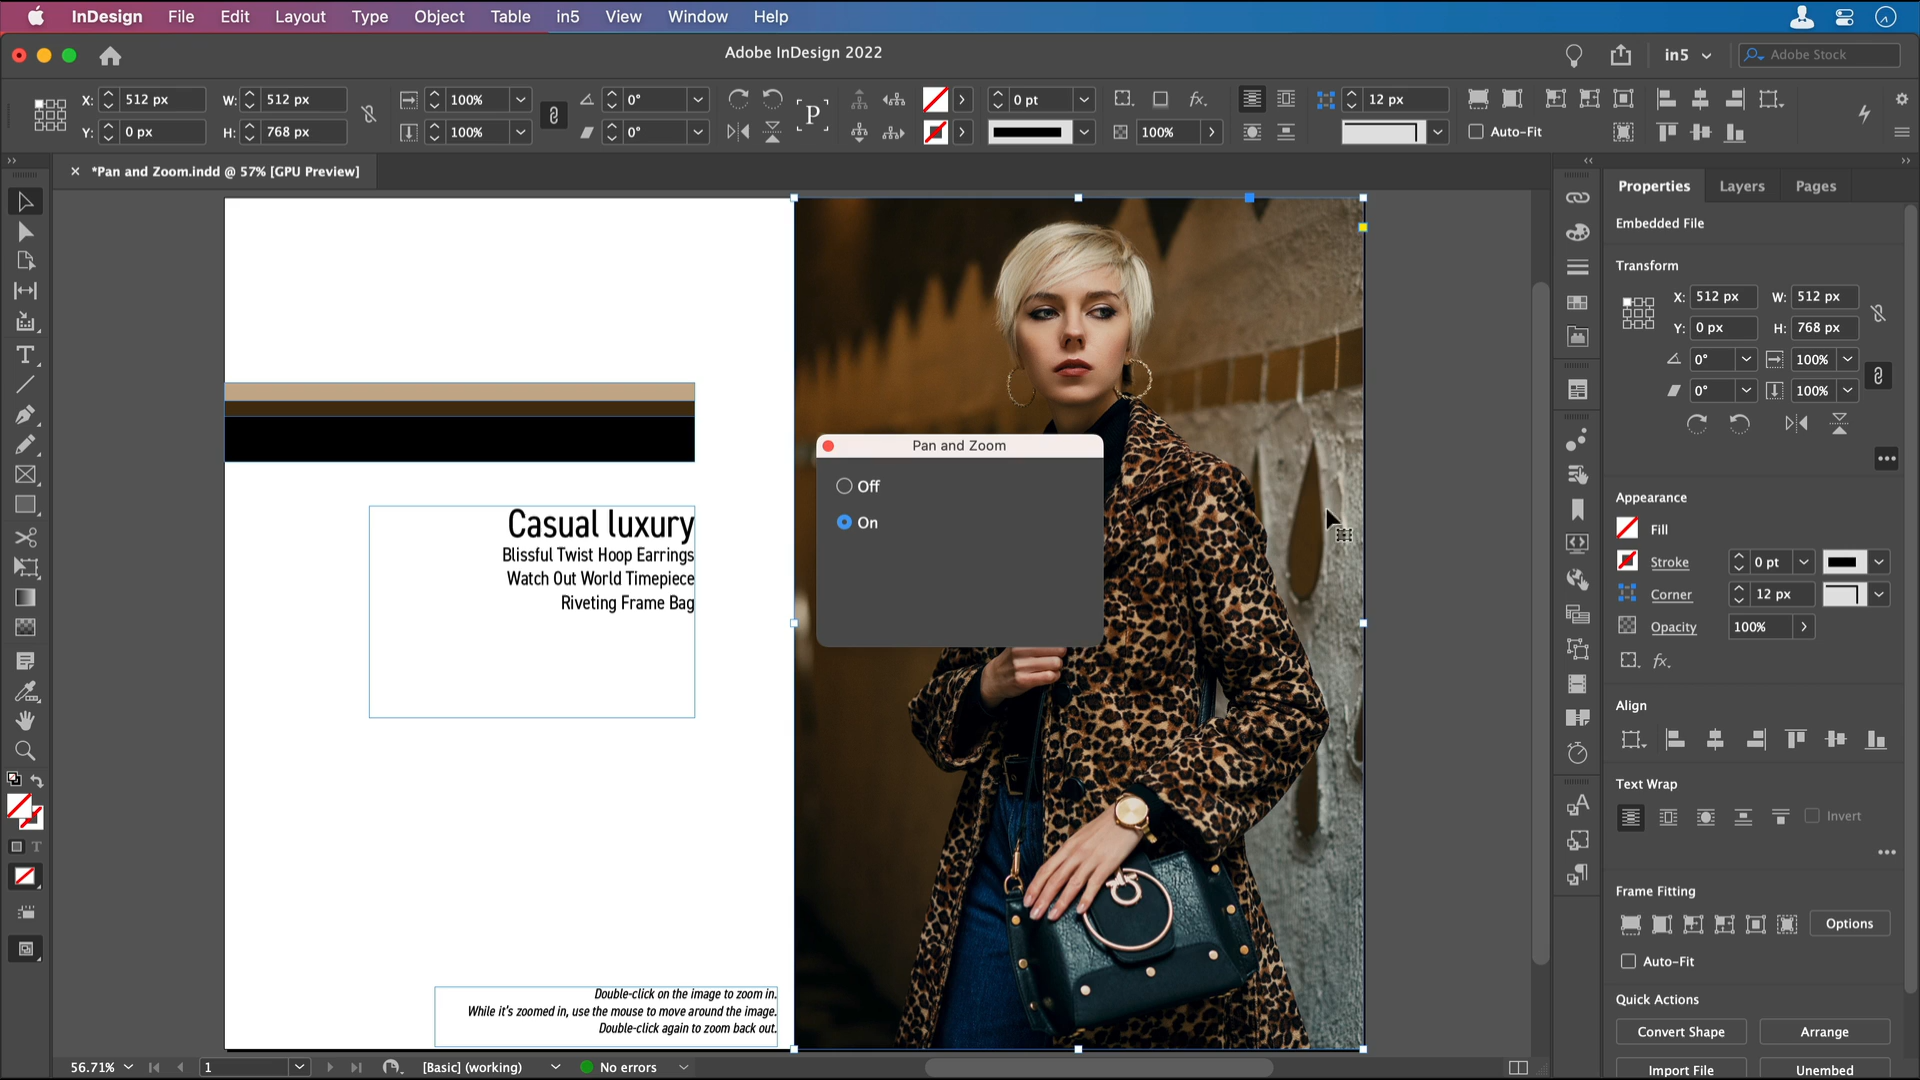 InDesign File Edit Layout Type Object Table in5 View Window Help
Adobe InDesign 2022
in5
Adobe Stock
X: 512 px W: 512 px 100% 0° 0 pt 12 px
Y: 0 px H: 768 px 100% 0° P 100% Auto-Fit
*Pan and Zoom.indd @ 57% [GPU Preview]
Properties Layers Pages
Embedded File
Transform
X: 512 px W: 512 px
Y: 0 px H: 768 px
0° 100%
0° 100%
Appearance
Fill
Stroke 0 pt
Corner 12 px
Opacity 100%
fx.
Align
Text Wrap
Invert
Frame Fitting
Options
Auto-Fit
Quick Actions
Convert Shape Arrange
Import File Unembed
Pan and Zoom
Off
On
Casual luxury
Blissful Twist Hoop Earrings
Watch Out World Timepiece
Riveting Frame Bag
Double-click on the image to zoom in.
While it's zoomed in, use the mouse to move around the image.
Double-click again to zoom back out.
56.71% 1 [Basic] (working) No errors